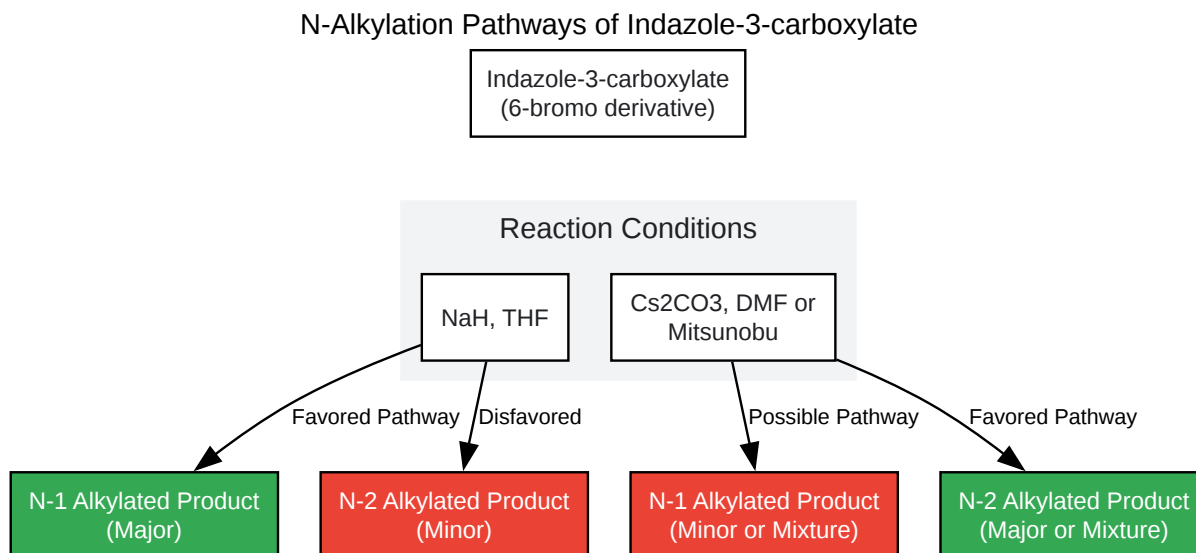 N-Alkylation Pathways of Indazole-3-carboxylate
Indazole-3-carboxylate
(6-bromo derivative)
Reaction Conditions
NaH, THF
Cs2CO3, DMF or
Mitsunobu
Favored Pathway
Disfavored
Possible Pathway
Favored Pathway
N-1 Alkylated Product
(Major)
N-2 Alkylated Product
(Minor)
N-1 Alkylated Product
(Minor or Mixture)
N-2 Alkylated Product
(Major or Mixture)